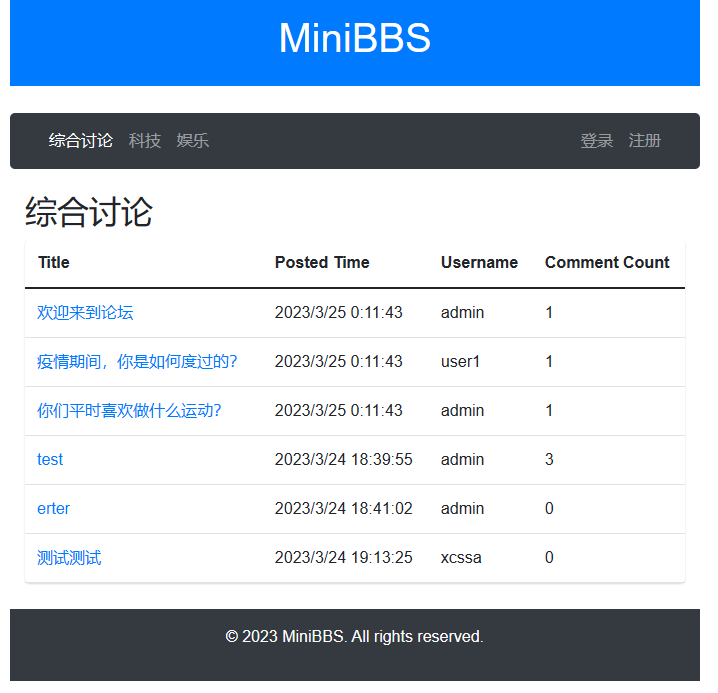 MiniBBS
综合讨论 科技 娱乐 登录 注册
综合讨论
Title Posted Time Username Comment Count
欢迎来到论坛 2023/3/25 0:11:43 admin 1
疫情期间，你是如何度过的? 2023/3/25 0:11:43 user1 1
你们平时喜欢做什么运动? 2023/3/25 0:11:43 admin 1
test 2023/3/24 18:39:55 admin 3
erter 2023/3/24 18:41:02 admin 0
测试测试 2023/3/24 19:13:25 xcssa 0
© 2023 MiniBBS. All rights reserved.